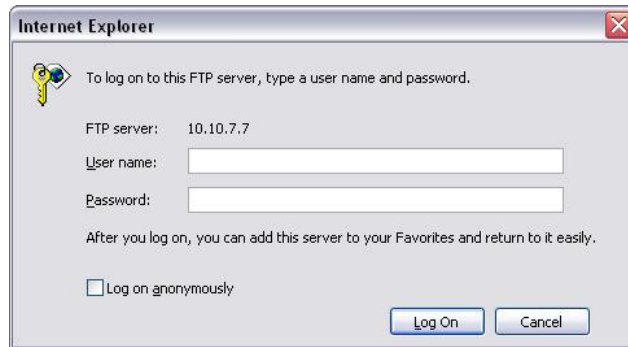 Internet Explorer
To log on to this FTP server, type a user name and password.
FTP server: 10.10.7.7
User name:
Password:
After you log on, you can add this server to your Favorites and return to it easily.
Log on anonymously
Log On Cancel